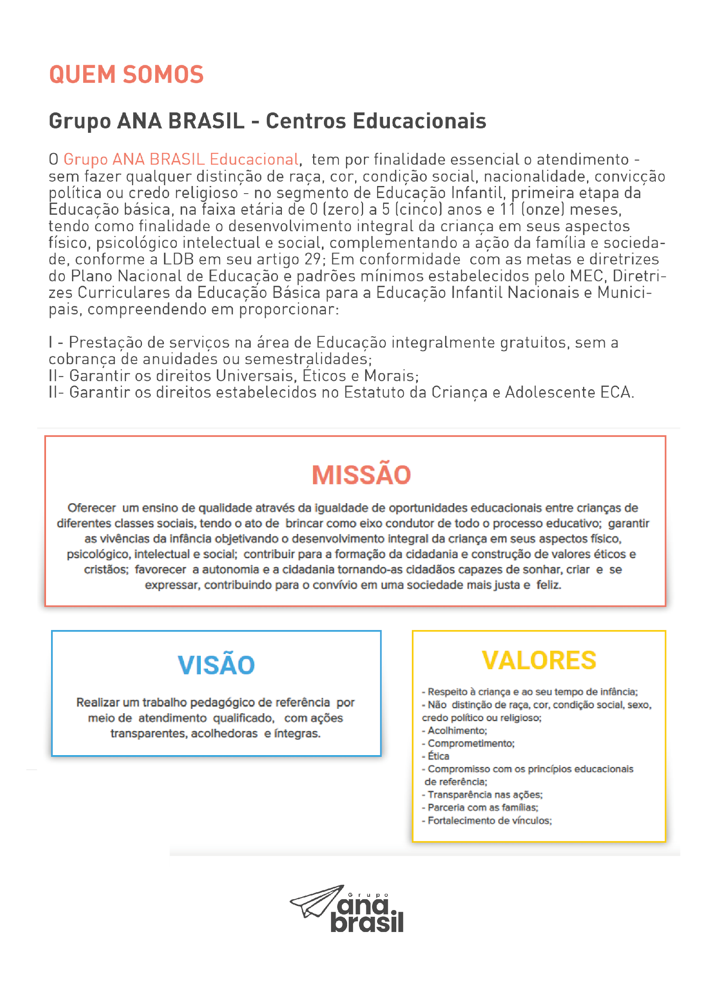 QUEM SOMOS
Grupo ANA BRASIL - Centros Educacionais
O Grupo ANA BRASIL Educacional, tem por finalidade essencial o atendimento -
sem fazer qualquer distinção de raça, cor, condição social, nacionalidade, convicção
política ou credo religioso - no segmento de Educação Infantil, primeira etapa da
Educação básica, na faixa etária de 0 (zero) a 5 (cinco) anos e 11 (onze) meses,
tendo como finalidade o desenvolvimento integral da criança em seus aspectos
físico, psicológico intelectual e social, complementando a ação da família e socieda-
de, conforme a LDB em seu artigo 29; Em conformidade com as metas e diretrizes
do Plano Nacional de Educação e padrões mínimos estabelecidos pelo MEC, Diretri-
zes Curriculares da Educação Básica para a Educação Infantil Nacionais e Munici-
pais, compreendendo em proporcionar:
I - Prestação de serviços na área de Educação integralmente gratuitos, sem a
cobrança de anuidades ou semestralidades;
II- Garantir os direitos Universais, Éticos e Morais;
II- Garantir os direitos estabelecidos no Estatuto da Criança e Adolescente ECA.
MISSÃO
Oferecer um ensino de qualidade através da igualdade de oportunidades educacionais entre crianças de
diferentes classes sociais, tendo o ato de brincar como eixo condutor de todo o processo educativo; garantir
as vivências da infância objetivando o desenvolvimento integral da criança em seus aspectos físico,
psicológico, intelectual e social; contribuir para a formação da cidadania e construção de valores éticos e
cristãos; favorecer a autonomia e a cidadania tornando-as cidadãos capazes de sonhar, criar e se
expressar, contribuindo para o convívio em uma sociedade mais justa e feliz.
VISÃO
Realizar um trabalho pedagógico de referência por
meio de atendimento qualificado, com ações
transparentes, acolhedoras e íntegras.
VALORES
- Respeito à criança e ao seu tempo de infância;
- Não distinção de raça, cor, condição social, sexo,
credo político ou religioso;
- Acolhimento;
- Comprometimento;
- Ética
- Compromisso com os princípios educacionais
de referência;
- Transparência nas ações;
- Parceria com as famílias;
- Fortalecimento de vínculos;
Grupo
ana
brasil